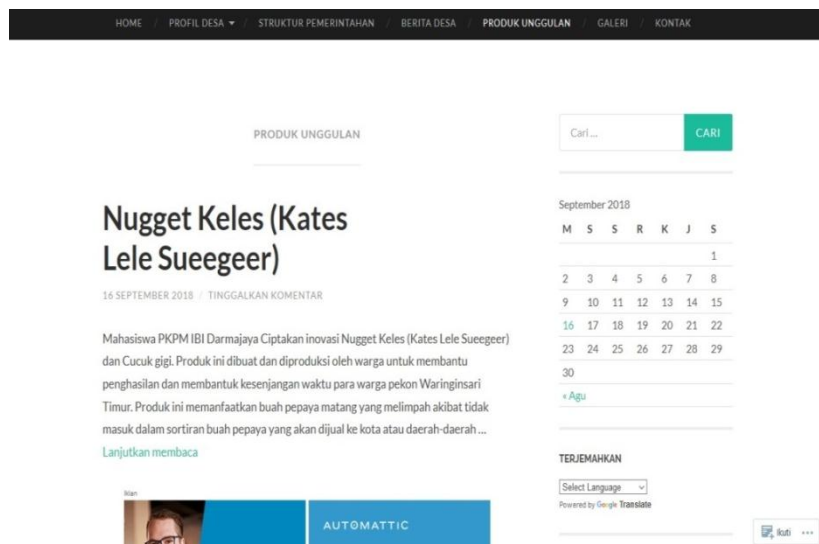 HOME / PROFIL DESA ▾ / STRUKTUR PEMERINTAHAN / BERITA DESA / PRODUK UNGGULAN / GALERI / KONTAK
PRODUK UNGGULAN
Nugget Keles (Kates
Lele Sueegeer)
16 SEPTEMBER 2018 / TINGGALKAN KOMENTAR
Mahasiswa PKPM IBI Darmajaya Ciptakan inovasi Nugget Keles (Kates Lele Sueegeer)
dan Cucuk gigi. Produk ini dibuat dan diproduksi oleh warga untuk membantu
penghasilan dan membantuk kesenjangan waktu para warga pekon Waringinsari
Timur. Produk ini memanfaatkan buah pepaya matang yang melimpah akibat tidak
masuk dalam sortiran buah pepaya yang akan dijual ke kota atau daerah-daerah ...
Lanjutkan membaca
Iklan
AUTOMATTIC
Cari ...
CARI
September 2018
M S S R K J S
1
2 3 4 5 6 7 8
9 10 11 12 13 14 15
16 17 18 19 20 21 22
23 24 25 26 27 28 29
30
« Agu
TERJEMAHKAN
Select Language
Powered by Google Translate
Ikuti ...